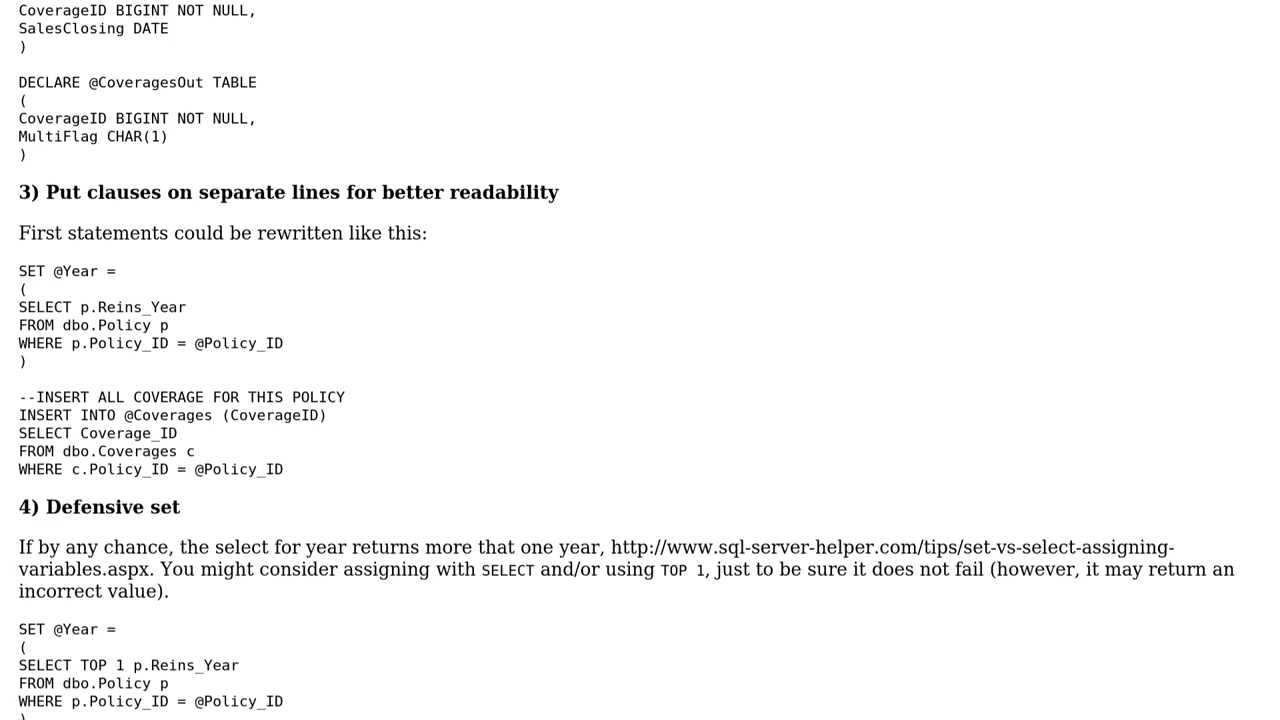 CoverageID BIGINT NOT NULL,
SalesClosing DATE
)
DECLARE @CoveragesOut TABLE
(
CoverageID BIGINT NOT NULL,
MultiFlag CHAR(1)
)
3) Put clauses on separate lines for better readability
First statements could be rewritten like this:
SET @Year =
(
SELECT p.Reins_Year
FROM dbo.Policy p
WHERE p.Policy_ID = @Policy_ID
)
--INSERT ALL COVERAGE FOR THIS POLICY
INSERT INTO @Coverages (CoverageID)
SELECT Coverage_ID
FROM dbo.Coverages c
WHERE c.Policy_ID = @Policy_ID
4) Defensive set
If by any chance, the select for year returns more that one year, http://www.sql-server-helper.com/tips/set-vs-select-assigning-
variables.aspx. You might consider assigning with SELECT and/or using TOP 1, just to be sure it does not fail (however, it may return an
incorrect value).
SET @Year =
(
SELECT TOP 1 p.Reins_Year
FROM dbo.Policy p
WHERE p.Policy_ID = @Policy_ID
)